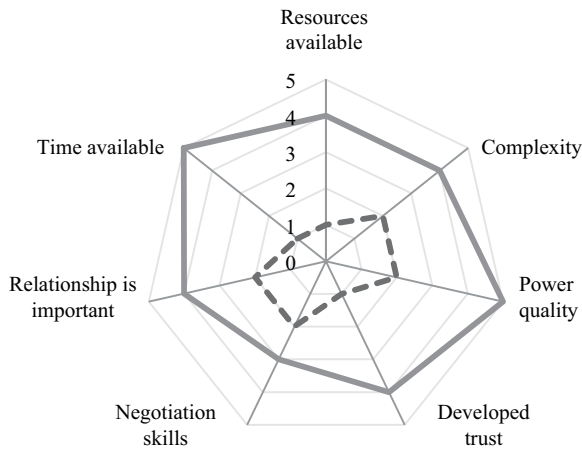 Resources
available
5
4
3
2
1
0
Time available
Complexity
Relationship is
important
Power
quality
Negotiation
skills
Developed
trust